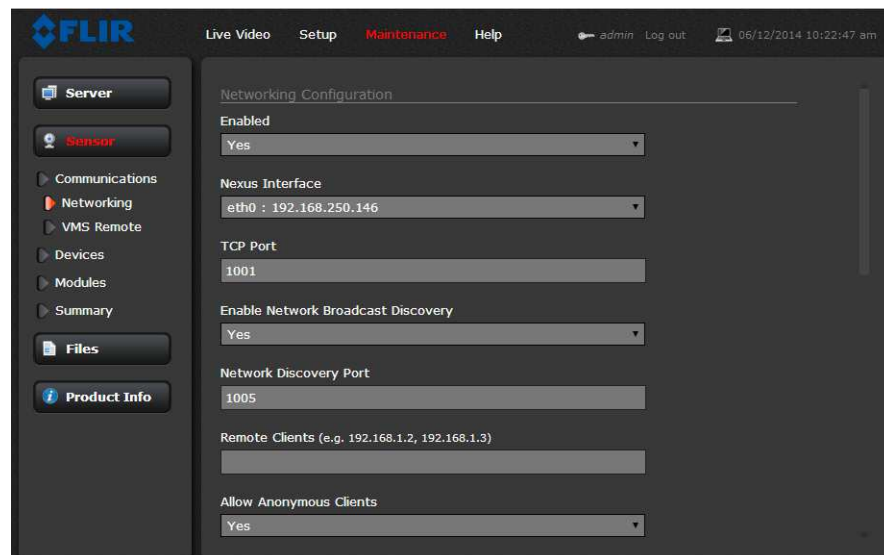 FLIR
Live Video Setup Maintenance Help admin Log out 06/12/2014 10:22:47 am
Server
Sensor
Communications
Networking
VMS Remote
Devices
Modules
Summary
Files
Product Info
Networking Configuration
Enabled
Yes
Nexus Interface
eth0 : 192.168.250.146
TCP Port
1001
Enable Network Broadcast Discovery
Yes
Network Discovery Port
1005
Remote Clients (e.g. 192.168.1.2, 192.168.1.3)
Allow Anonymous Clients
Yes